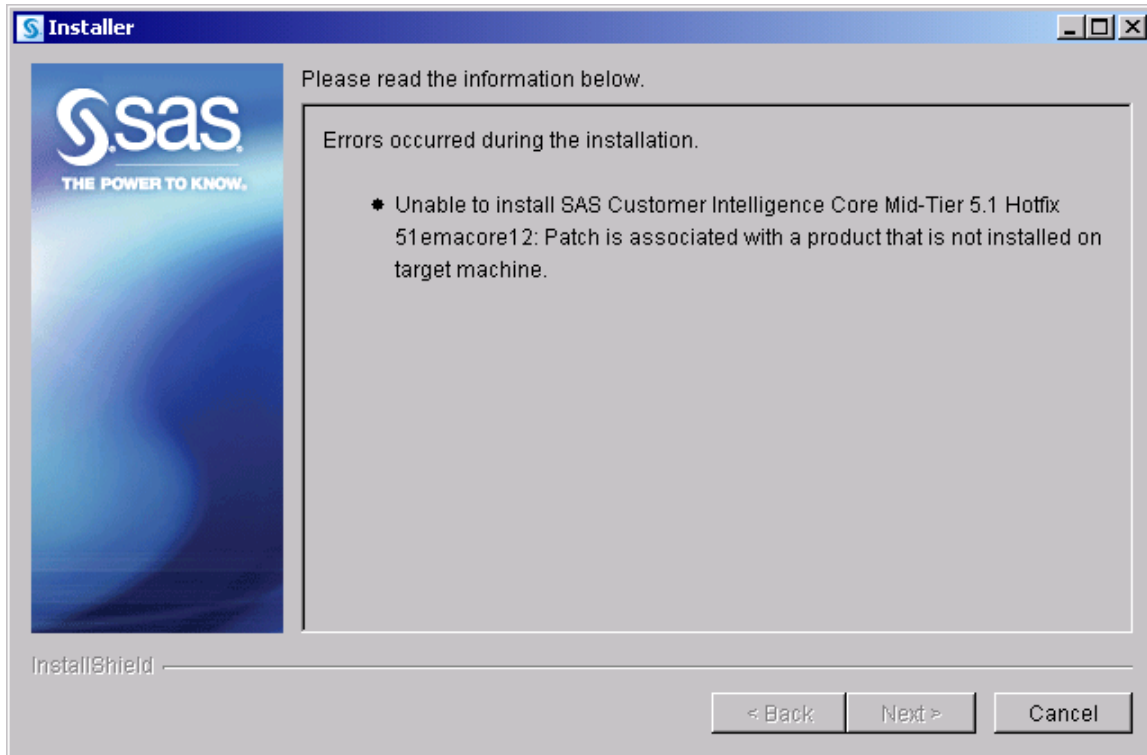 Installer
Please read the information below.
sas
THE POWER TO KNOW.
Errors occurred during the installation.
Unable to install SAS Customer Intelligence Core Mid-Tier 5.1 Hotfix
51emacore12: Patch is associated with a product that is not installed on
target machine.
InstallShield
< Back
Next >
Cancel